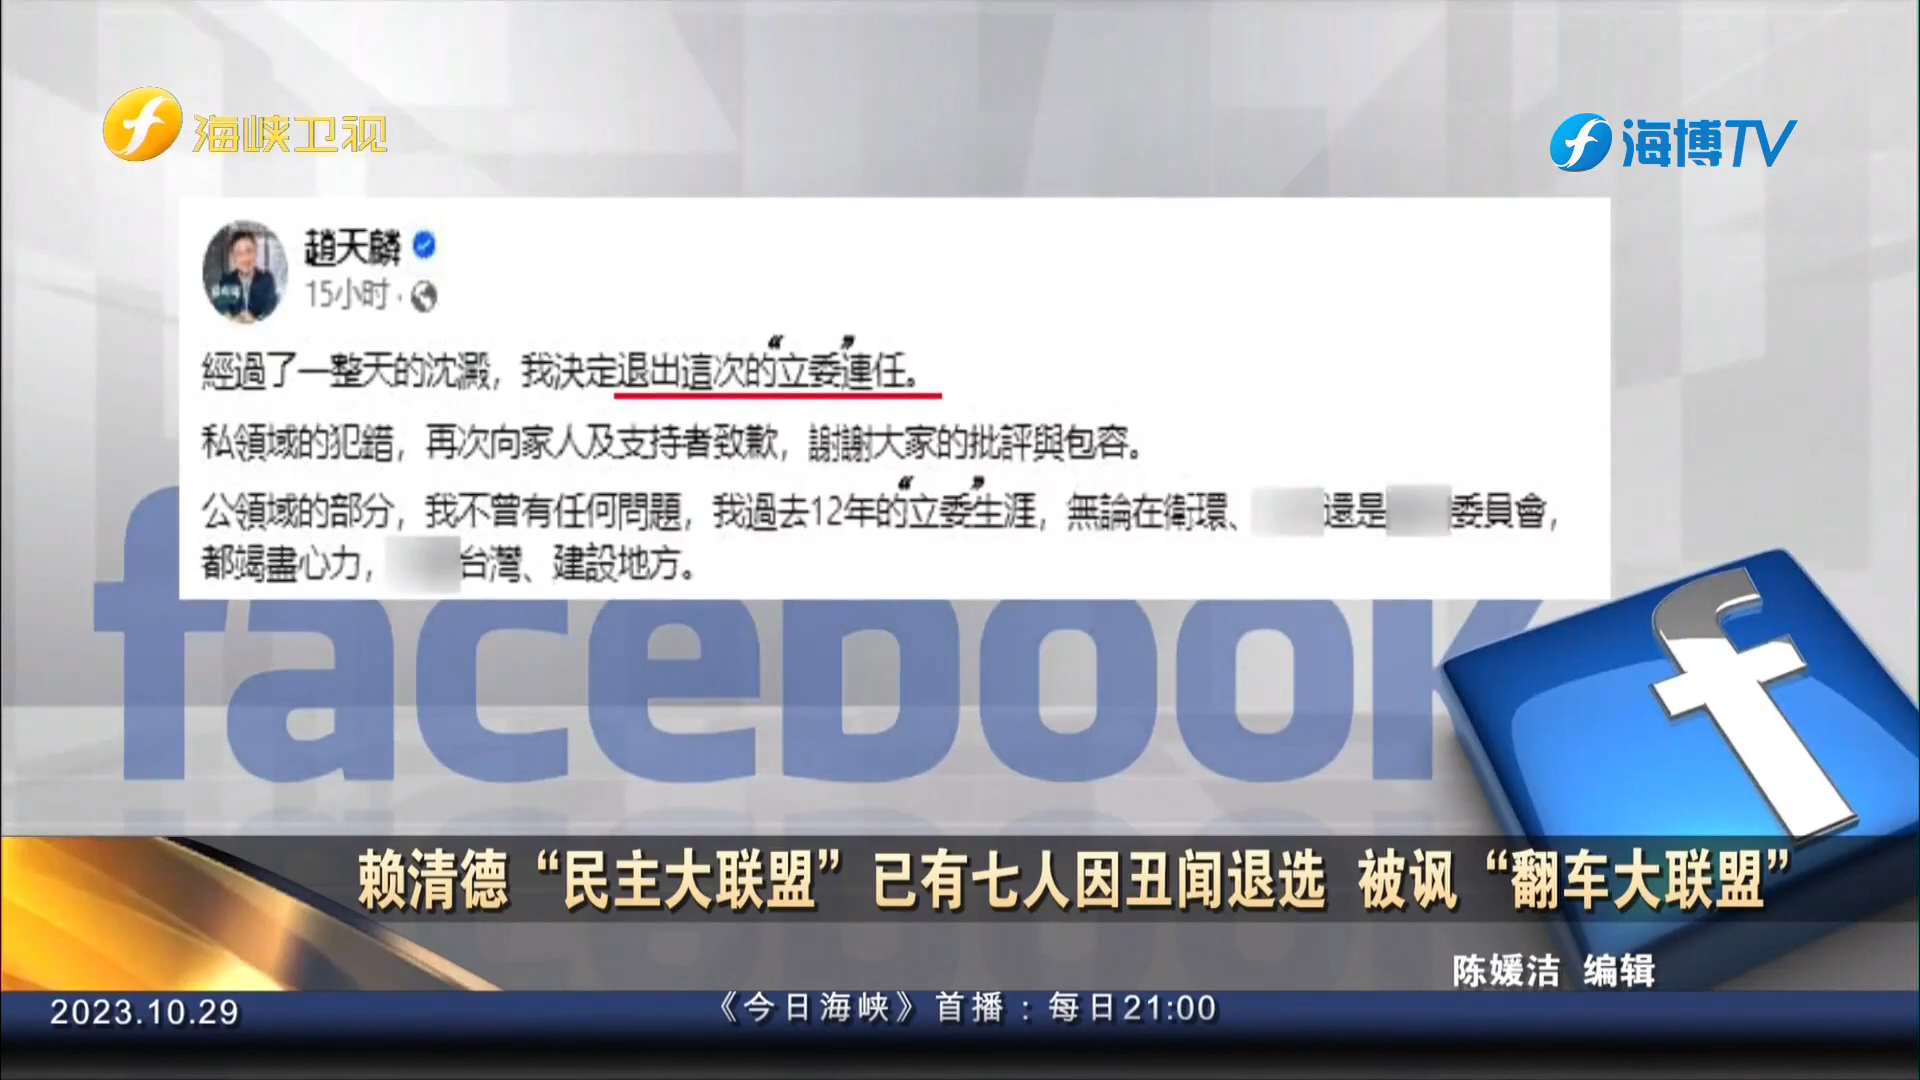 海峡卫视
海博TV
趙天麟
15小时
經過了一整天的沈澱，我決定退出這次的“立委”連任。
私領域的犯錯，再次向家人及支持者致歉，謝謝大家的批評與包容。
公領域的部分，我不曾有任何問題，我過去12年的“立委”生涯，無論在衛環、還是委員會，
都竭盡心力，台灣、建設地方。
facebook
赖清德“民主大联盟”已有七人因丑闻退选 被讽“翻车大联盟”
陈媛洁 编辑
2023.10.29
《今日海峡》首播：每日21:00